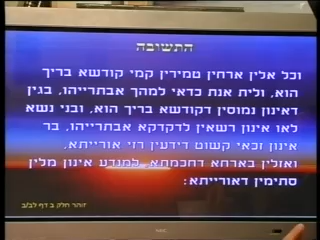 התשובה
וכל אלין ארחין טמירין קמי קודשא בריך
הוא, ולית אנת כדאי למהך אבתרייהו, בגין
דאינון נמוסין דקודשא בריך הוא, ובני נשא
לאו אינון רשאין לדקדקא אבתרייהו, בר
אינון זכאי קשוט דידעין רזי אורייתא,
ואזלין בארחא דחכמתא, למנדע אינון מלין
סתימין דאורייתא:
זוהר חלק ב דף לב/ב